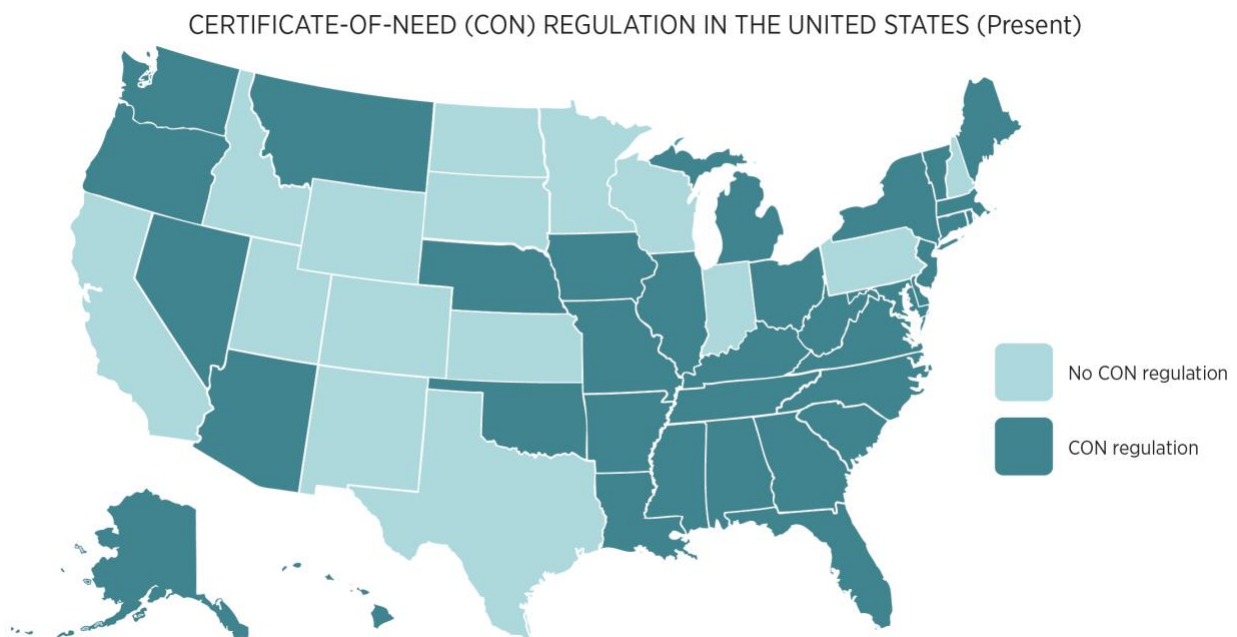 CERTIFICATE-OF-NEED (CON) REGULATION IN THE UNITED STATES (Present)
No CON regulation
CON regulation